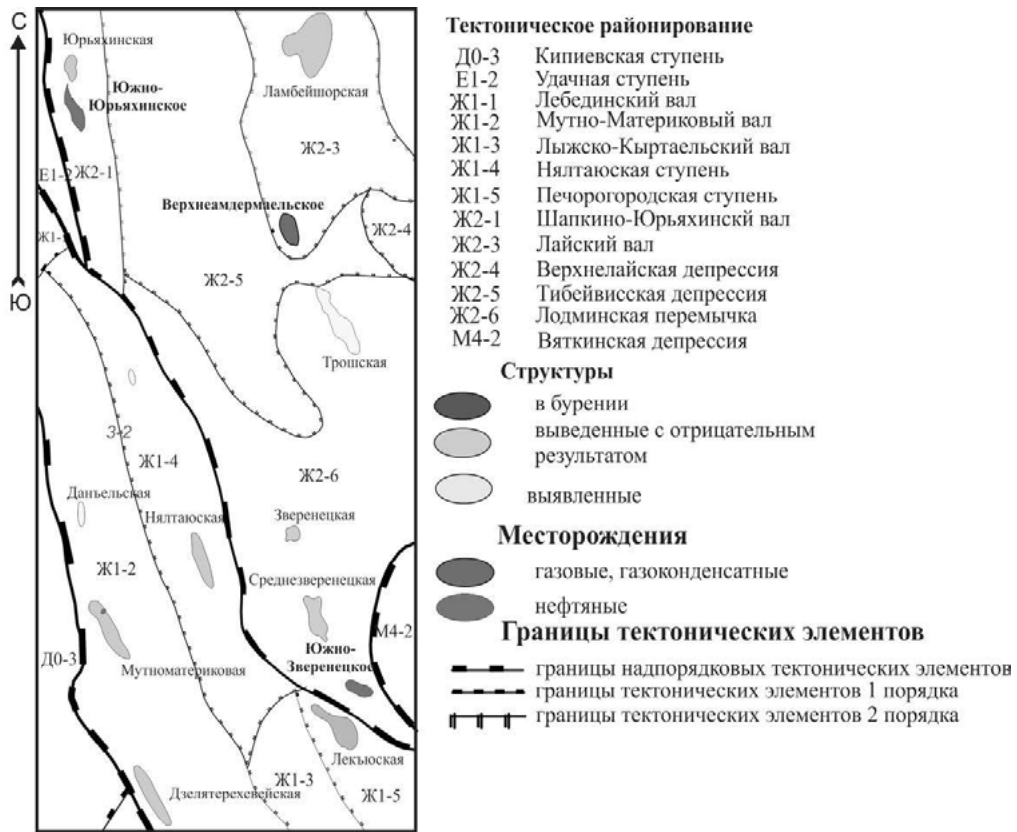 С
Ю
Юрьяхинская
Южно-
Юрьяхинское
Ламбейшорская
Ж2-3
Е1-2
Ж2-1
Верхнеамдермаельское
Ж2-4
Ж1-
Ж2-5
Трошская
3-2
Ж1-4
Ж2-6
Данъельская
Нялтаюская
Зверенецкая
Ж1-2
Среднезверенецкая
М4-2
Южно-
Зверенецкое
Д0-3
Мутноматериковая
Лекъюская
Ж1-3
Дзелятерехевейская
Ж1-5
Тектоническое районирование
Д0-3 Кипиевская ступень
Е1-2 Удачная ступень
Ж1-1 Лебединский вал
Ж1-2 Мутно-Материковый вал
Ж1-3 Лыжско-Кыртаельский вал
Ж1-4 Нялтаюская ступень
Ж1-5 Печорогородская ступень
Ж2-1 Шапкино-Юрьяхинскй вал
Ж2-3 Лайский вал
Ж2-4 Верхнелайская депрессия
Ж2-5 Тибейвисская депрессия
Ж2-6 Лодминская перемычка
М4-2 Вяткинская депрессия
Структуры
в бурении
выведенные с отрицательным
результатом
выявленные
Месторождения
газовые, газоконденсатные
нефтяные
Границы тектонических элементов
границы надпорядковых тектонических элементов
границы тектонических элементов 1 порядка
границы тектонических элементов 2 порядка